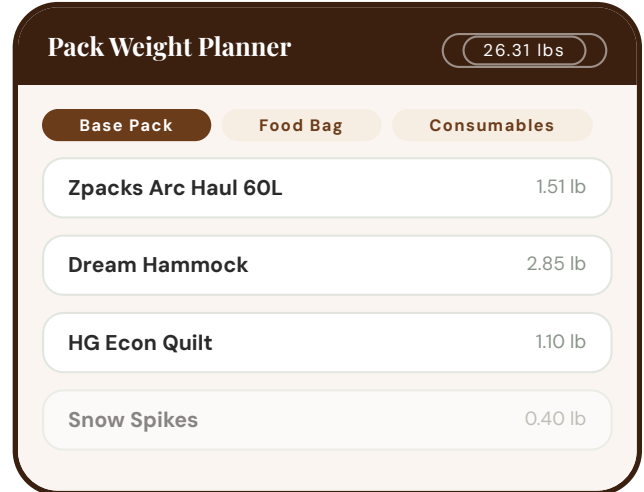 Pack Weight Planner
26.31 lbs
Base Pack Food Bag Consumables
Zpacks Arc Haul 60L 1.51 lb
Dream Hammock 2.85 lb
HG Econ Quilt 1.10 lb
Snow Spikes 0.40 lb